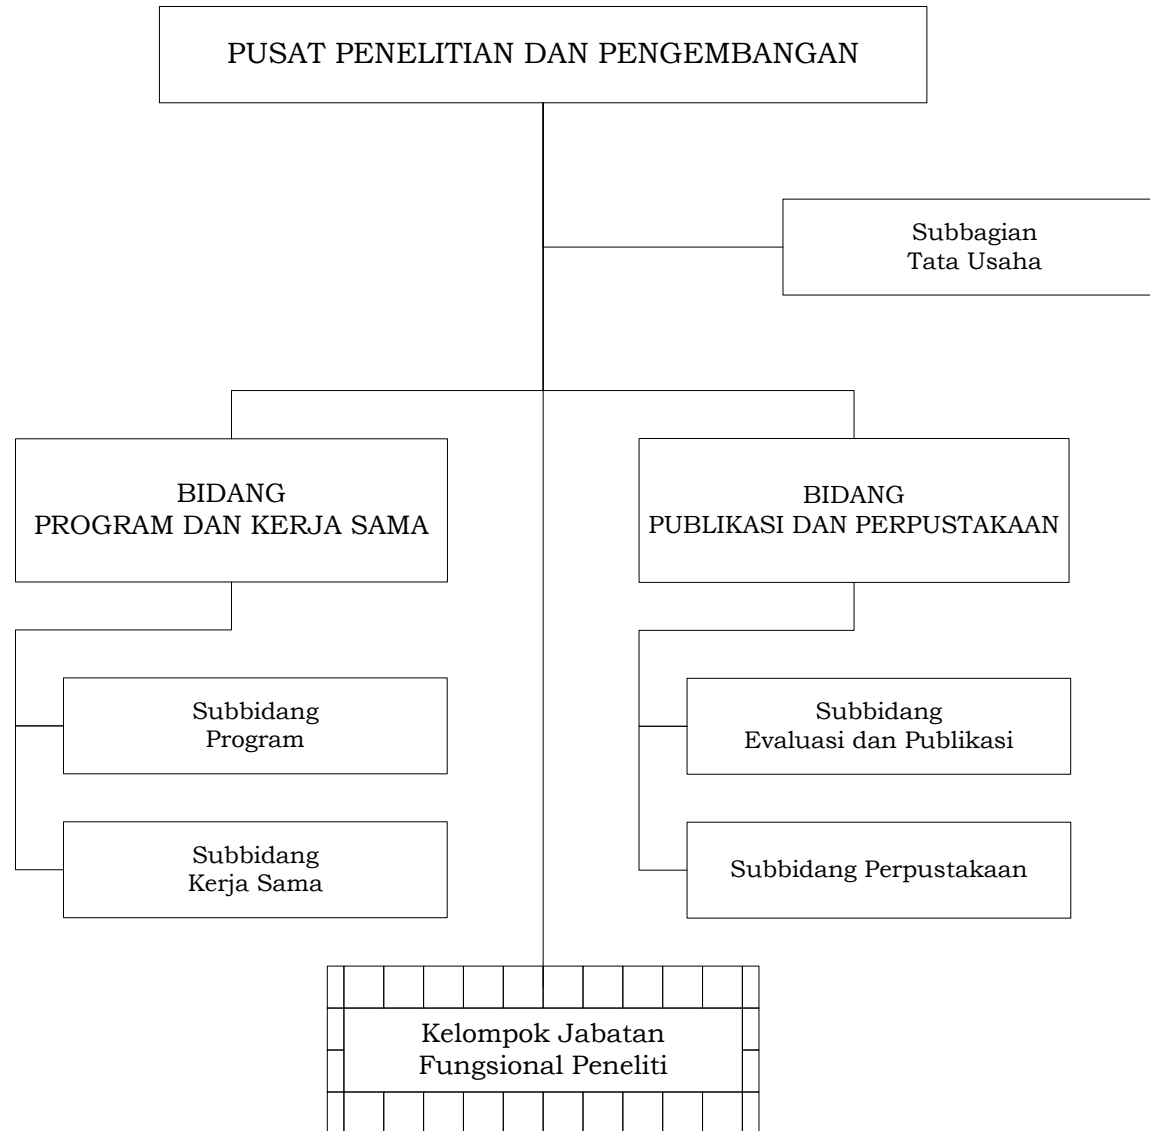 PUSAT PENELITIAN DAN PENGEMBANGAN
Subbagian
Tata Usaha
BIDANG
PROGRAM DAN KERJA SAMA
BIDANG
PUBLIKASI DAN PERPUSTAKAAN
Subbidang
Program
Subbidang
Evaluasi dan Publikasi
Subbidang
Kerja Sama
Subbidang Perpustakaan
Kelompok Jabatan
Fungsional Peneliti